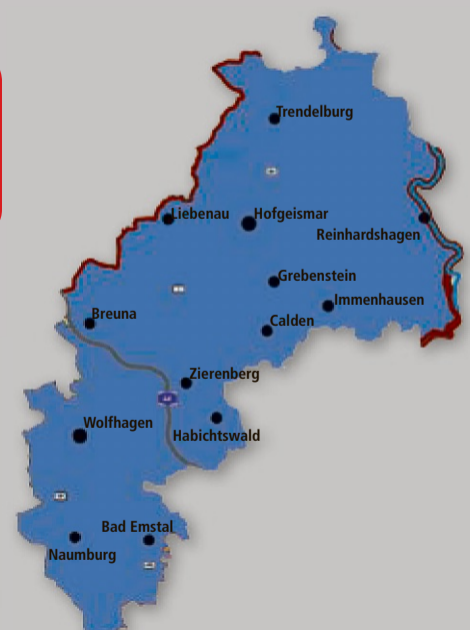 Trendelburg
Liebenau
Hofgeismar
Reinhardshagen
Grebenstein
Immenhausen
Breuna
Calden
Zierenberg
Wolfhagen
Habichtswald
Bad Emstal
Naumburg